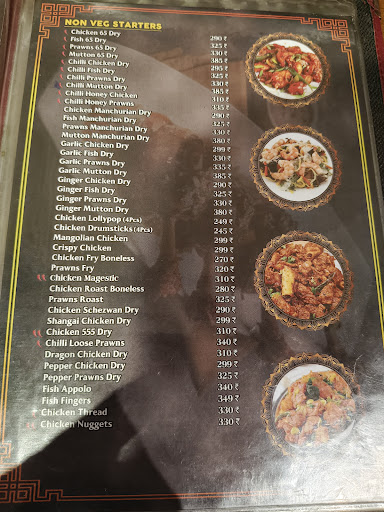 NON VEG STARTERS
Chicken 65 Dry 290 ₹
Fish 65 Dry 325 ₹
Prawns 65 Dry 330 ₹
Mutton 65 Dry 385 ₹
Chilli Chicken Dry 295 ₹
Chilli Fish Dry 325 ₹
Chilli Prawns Dry 330 ₹
Chilli Mutton Dry 385 ₹
Chilli Honey Chicken 310 ₹
Chilli Honey Prawns 335 ₹
Chicken Manchurian Dry 290 ₹
Fish Manchurian Dry 325 ₹
Prawns Manchurian Dry 330 ₹
Mutton Manchurian Dry 380 ₹
Garlic Chicken Dry 299 ₹
Garlic Fish Dry 330 ₹
Garlic Prawns Dry 335 ₹
Garlic Mutton Dry 385 ₹
Ginger Chicken Dry 290 ₹
Ginger Fish Dry 325 ₹
Ginger Prawns Dry 330 ₹
Ginger Mutton Dry 380 ₹
Chicken Lollypop (4Pcs) 249 ₹
Chicken Drumsticks (4Pcs) 245 ₹
Mangolian Chicken 299 ₹
Crispy Chicken 299 ₹
Chicken Fry Boneless 270 ₹
Prawns Fry 320 ₹
Chicken Magestic 310 ₹
Chicken Roast Boneless 280 ₹
Prawns Roast 325 ₹
Chicken Schezwan Dry 290 ₹
Shangai Chicken Dry 299 ₹
Chicken 555 Dry 310 ₹
Chilli Loose Prawns 340 ₹
Dragon Chicken Dry 310 ₹
Pepper Chicken Dry 299 ₹
Pepper Prawns Dry 325 ₹
Fish Appolo 340 ₹
Fish Fingers 349 ₹
Chicken Thread 330 ₹
Chicken Nuggets 330 ₹